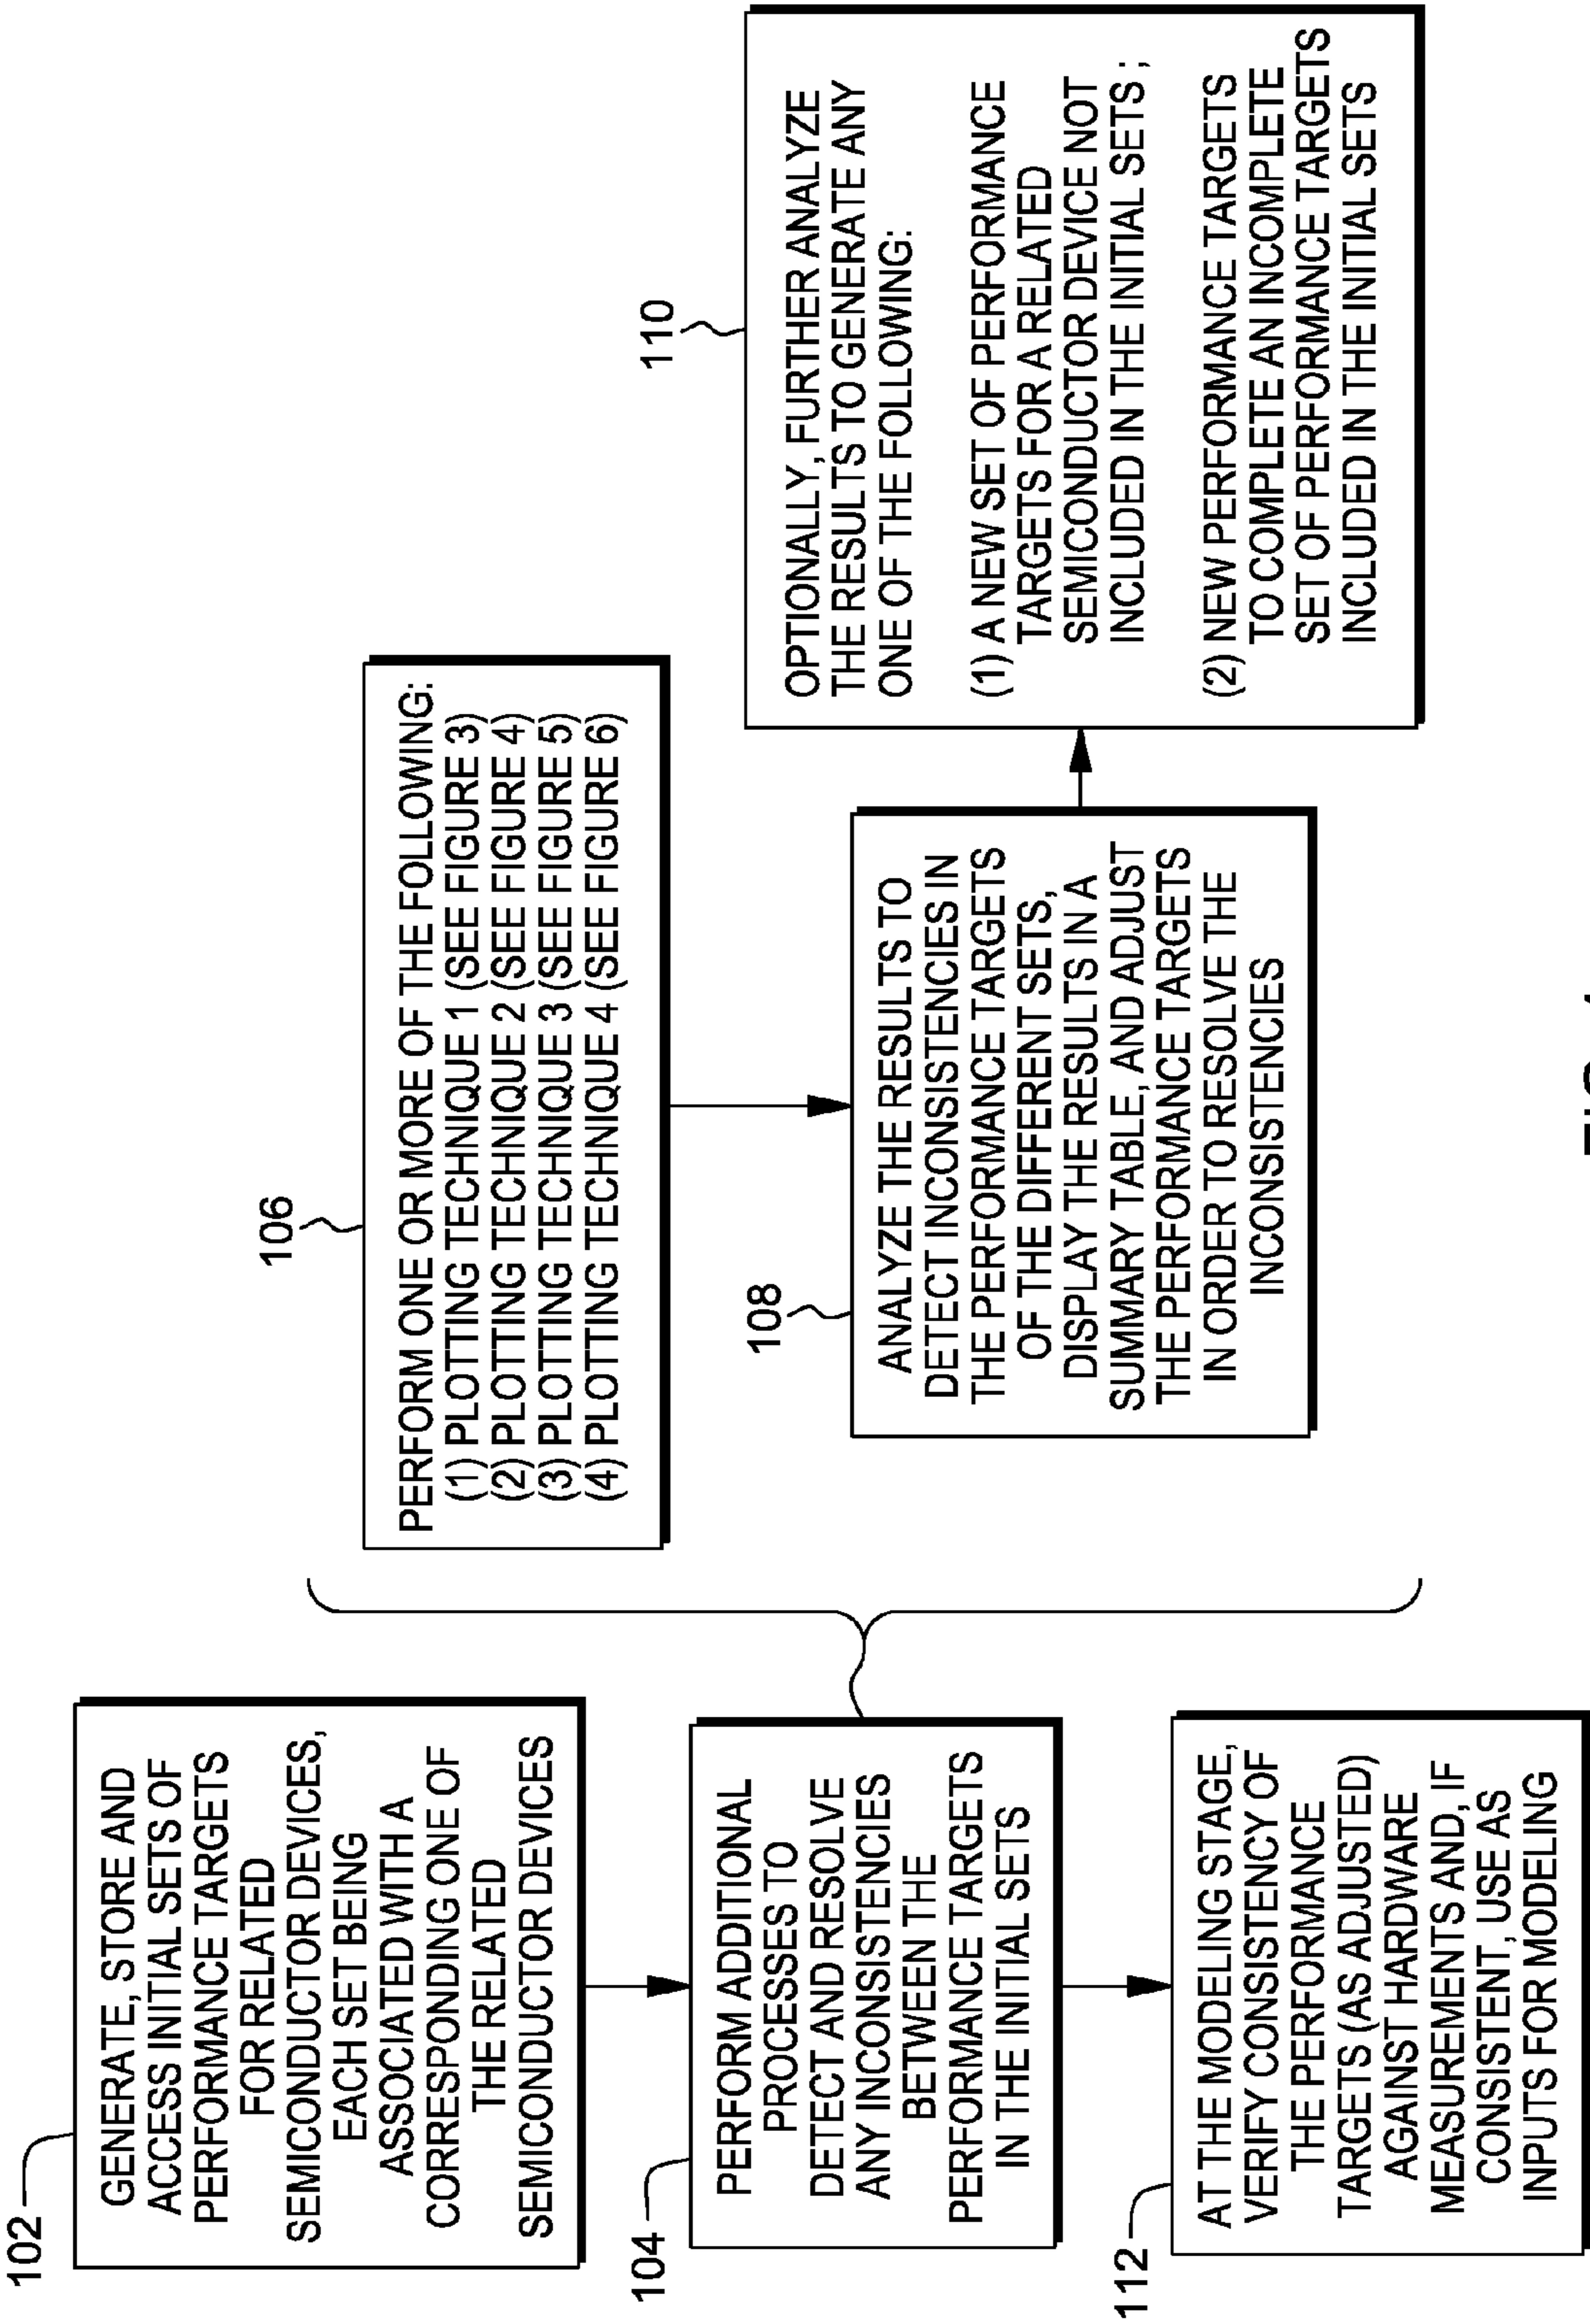 102
GENERATE, STORE AND
ACCESS INITIAL SETS OF
PERFORMANCE TARGETS
FOR RELATED
SEMICONDUCTOR DEVICES,
EACH SET BEING
ASSOCIATED WITH A
CORRESPONDING ONE OF
THE RELATED
SEMICONDUCTOR DEVICES
104
PERFORM ADDITIONAL
PROCESSES TO
DETECT AND RESOLVE
ANY INCONSISTENCIES
BETWEEN THE
PERFORMANCE TARGETS
IN THE INITIAL SETS
112
AT THE MODELING STAGE,
VERIFY CONSISTENCY OF
THE PERFORMANCE
TARGETS (AS ADJUSTED)
AGAINST HARDWARE
MEASUREMENTS AND, IF
CONSISTENT, USE AS
INPUTS FOR MODELING
106
PERFORM ONE OR MORE OF THE FOLLOWING:
(1) PLOTTING TECHNIQUE 1 (SEE FIGURE 3)
(2) PLOTTING TECHNIQUE 2 (SEE FIGURE 4)
(3) PLOTTING TECHNIQUE 3 (SEE FIGURE 5)
(4) PLOTTING TECHNIQUE 4 (SEE FIGURE 6)
108
ANALYZE THE RESULTS TO
DETECT INCONSISTENCIES IN
THE PERFORMANCE TARGETS
OF THE DIFFERENT SETS,
DISPLAY THE RESULTS IN A
SUMMARY TABLE, AND ADJUST
THE PERFORMANCE TARGETS
IN ORDER TO RESOLVE THE
INCONSISTENCIES
110
OPTIONALLY, FURTHER ANALYZE
THE RESULTS TO GENERATE ANY
ONE OF THE FOLLOWING:
(1) A NEW SET OF PERFORMANCE
TARGETS FOR A RELATED
SEMICONDUCTOR DEVICE NOT
INCLUDED IN THE INITIAL SETS ;
(2) NEW PERFORMANCE TARGETS
TO COMPLETE AN INCOMPLETE
SET OF PERFORMANCE TARGETS
INCLUDED IN THE INITIAL SETS